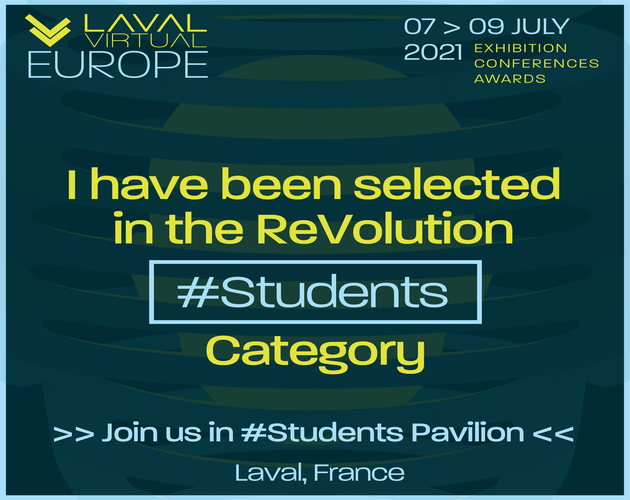 LAVAL
VIRTUAL
EUROPE
07 > 09 JULY
2021 EXHIBITION
CONFERENCES
AWARDS
I have been selected
in the ReVolution
#Students
Category
>> Join us in #Students Pavilion <<
Laval, France